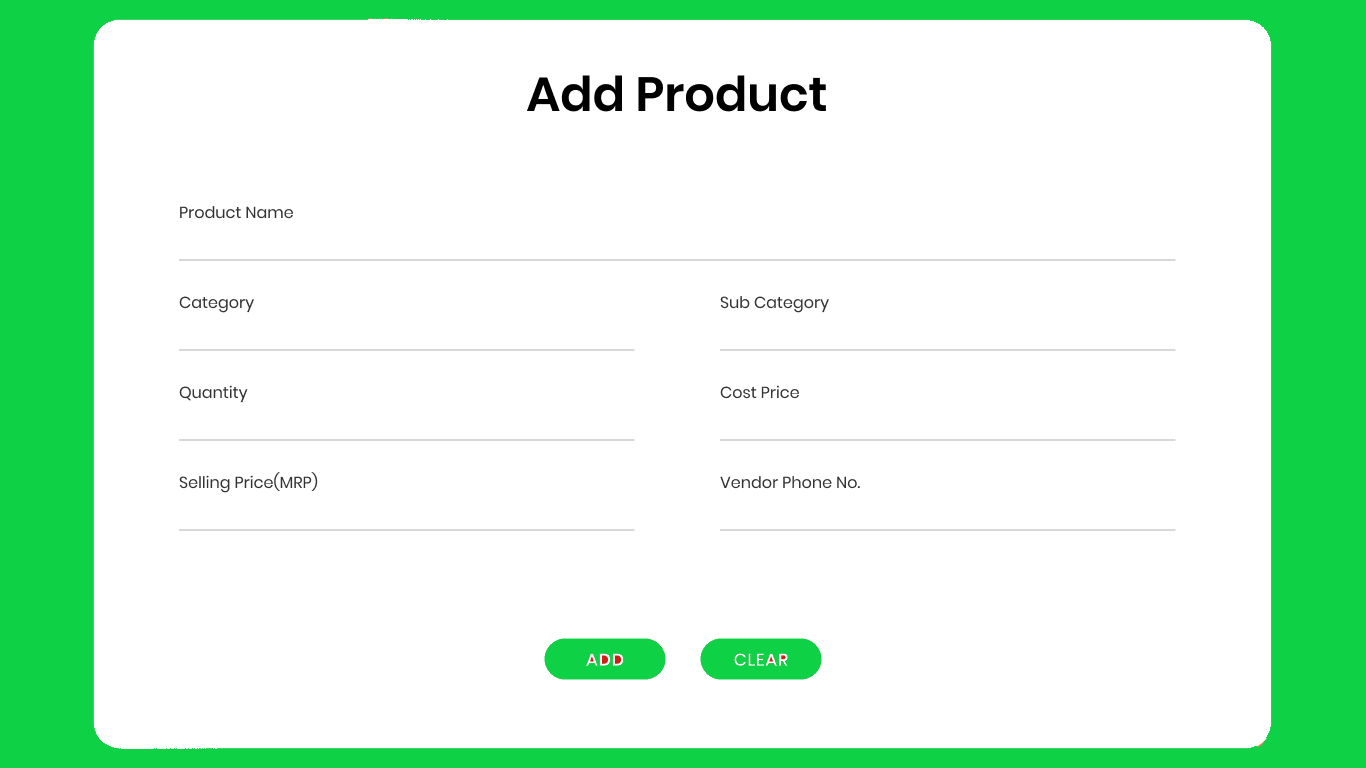 Add Product
Product Name
Category
Sub Category
Quantity
Cost Price
Selling Price(MRP)
Vendor Phone No.
ADD
CLEAR